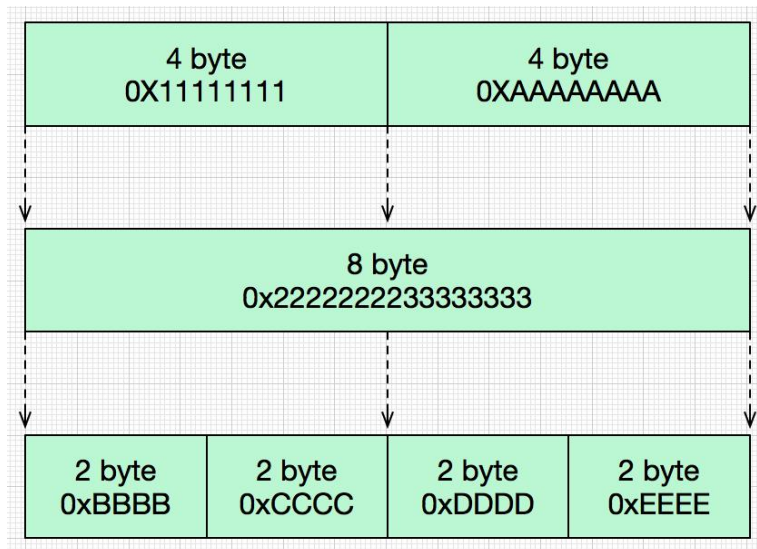 4 byte
0X11111111
4 byte
0XAAAAAAAA
8 byte
0x2222222233333333
2 byte
0xBBBB
2 byte
0xCCCC
2 byte
0xDDDD
2 byte
0xEEEE